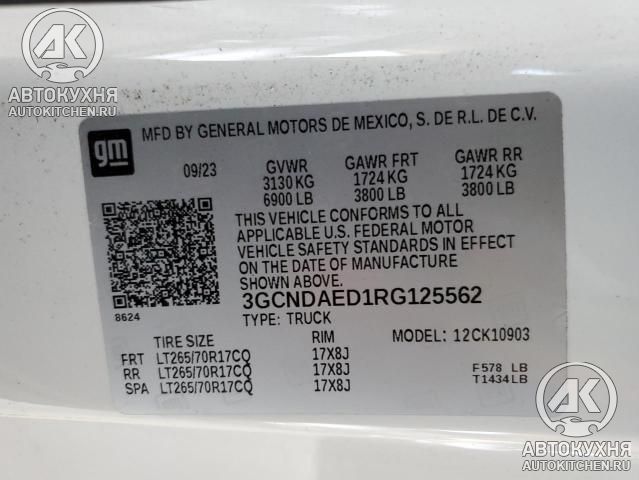 АК
АВТОКУХНЯ
AUTOKITCHEN.RU
gm
MFD BY GENERAL MOTORS DE MEXICO, S. DE R.L. DE C.V.
09/23 GVWR GAWR FRT GAWR RR
3130 KG 1724 KG 1724 KG
6900 LB 3800 LB 3800 LB
THIS VEHICLE CONFORMS TO ALL
APPLICABLE U.S. FEDERAL MOTOR
VEHICLE SAFETY STANDARDS IN EFFECT
ON THE DATE OF MANUFACTURE
SHOWN ABOVE.
3GCNDAED1RG125562
8624
TYPE: TRUCK MODEL: 12CK10903
TIRE SIZE RIM
FRT LT265/70R17CQ 17X8J
RR LT265/70R17CQ 17X8J
SPA LT265/70R17CQ 17X8J
F578 LB
T1434LB
АК
АВТОКУХНЯ
AUTOKITCHEN.RU